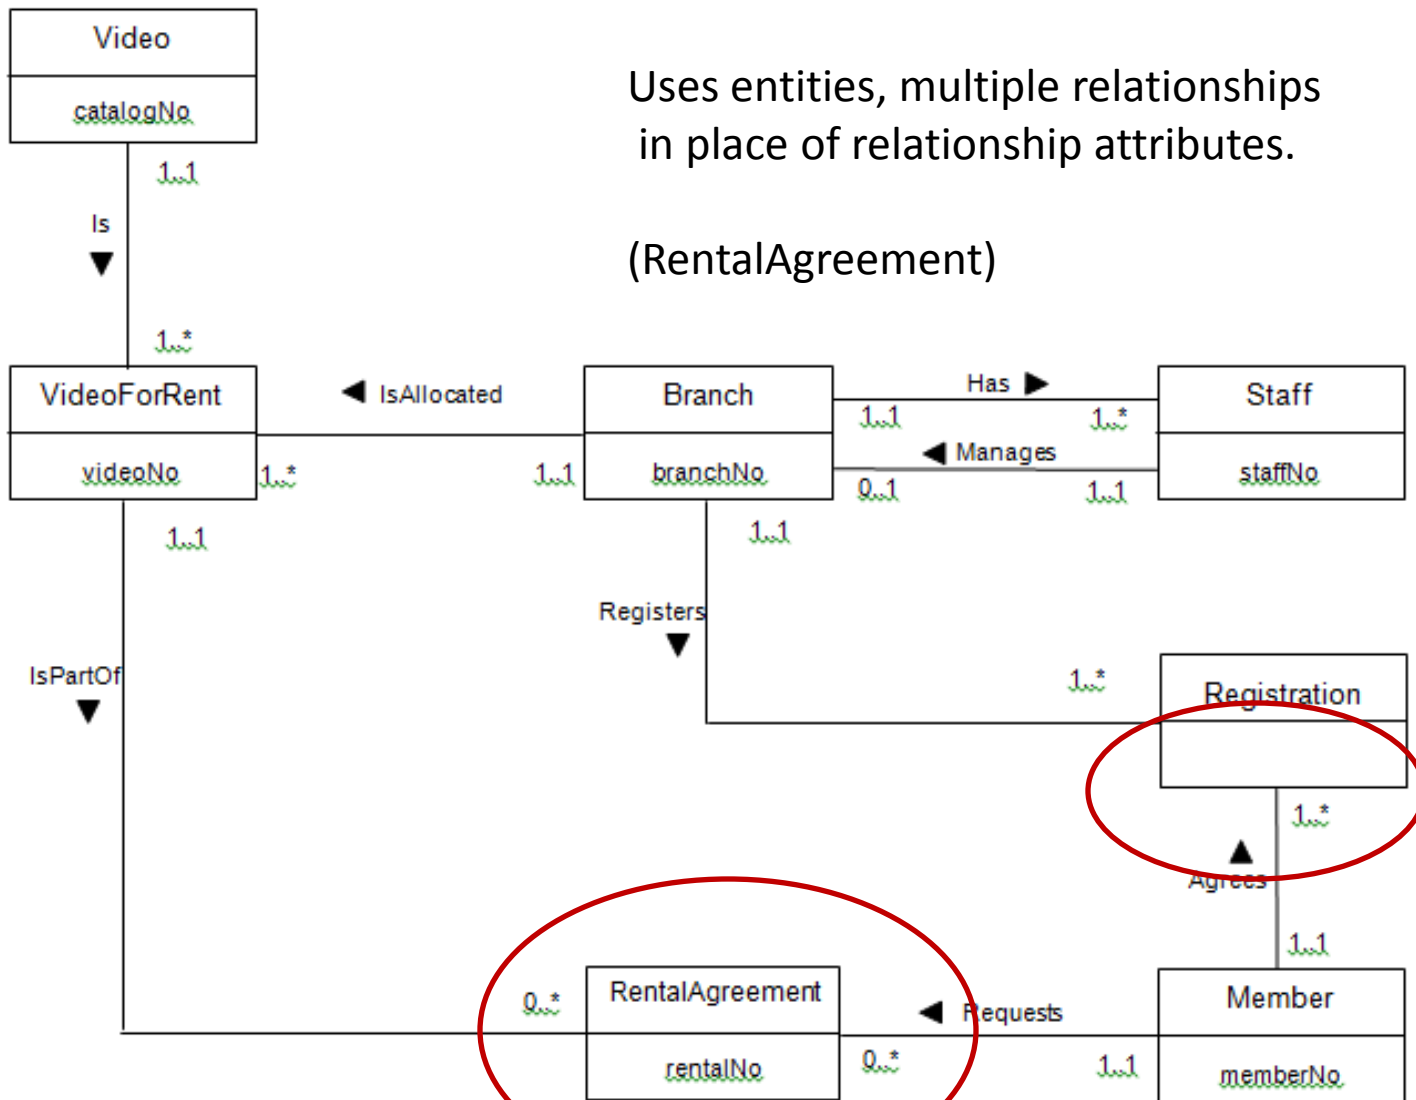 Video
catalogNo
Uses entities, multiple relationships
in place of relationship attributes.
(RentalAgreement)
1..1
Is
1..*
VideoForRent
videoNo
IsAllocated
1..*
1..1
Branch
branchNo
Has
1..1
1..*
Manages
0..1
1..1
Staff
staffNo
1..1
1..1
Registers
IsPartOf
1..*
Registration
1..*
Agrees
1..1
0..*
RentalAgreement
rentalNo
Requests
0..*
1..1
Member
memberNo